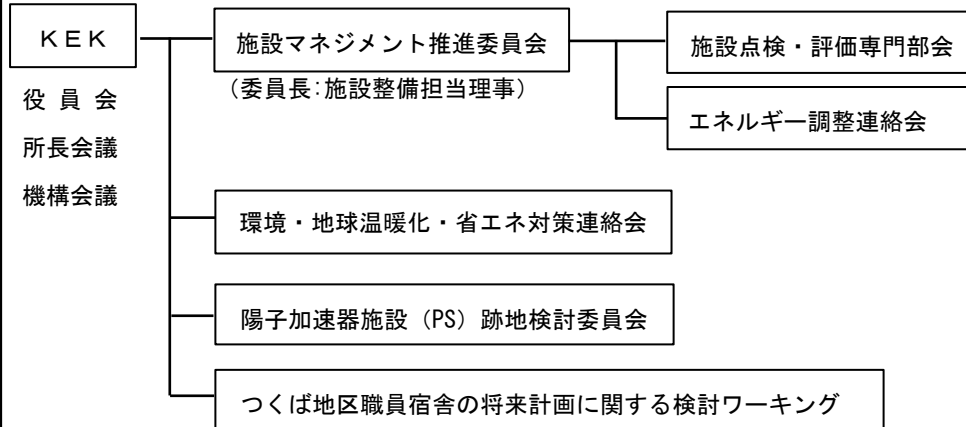 ＫＥＫ
役 員 会
所長会議
機構会議
施設マネジメント推進委員会
（委員長：施設整備担当理事）
施設点検・評価専門部会
エネルギー調整連絡会
環境・地球温暖化・省エネ対策連絡会
陽子加速器施設（PS）跡地検討委員会
つくば地区職員宿舎の将来計画に関する検討ワーキング